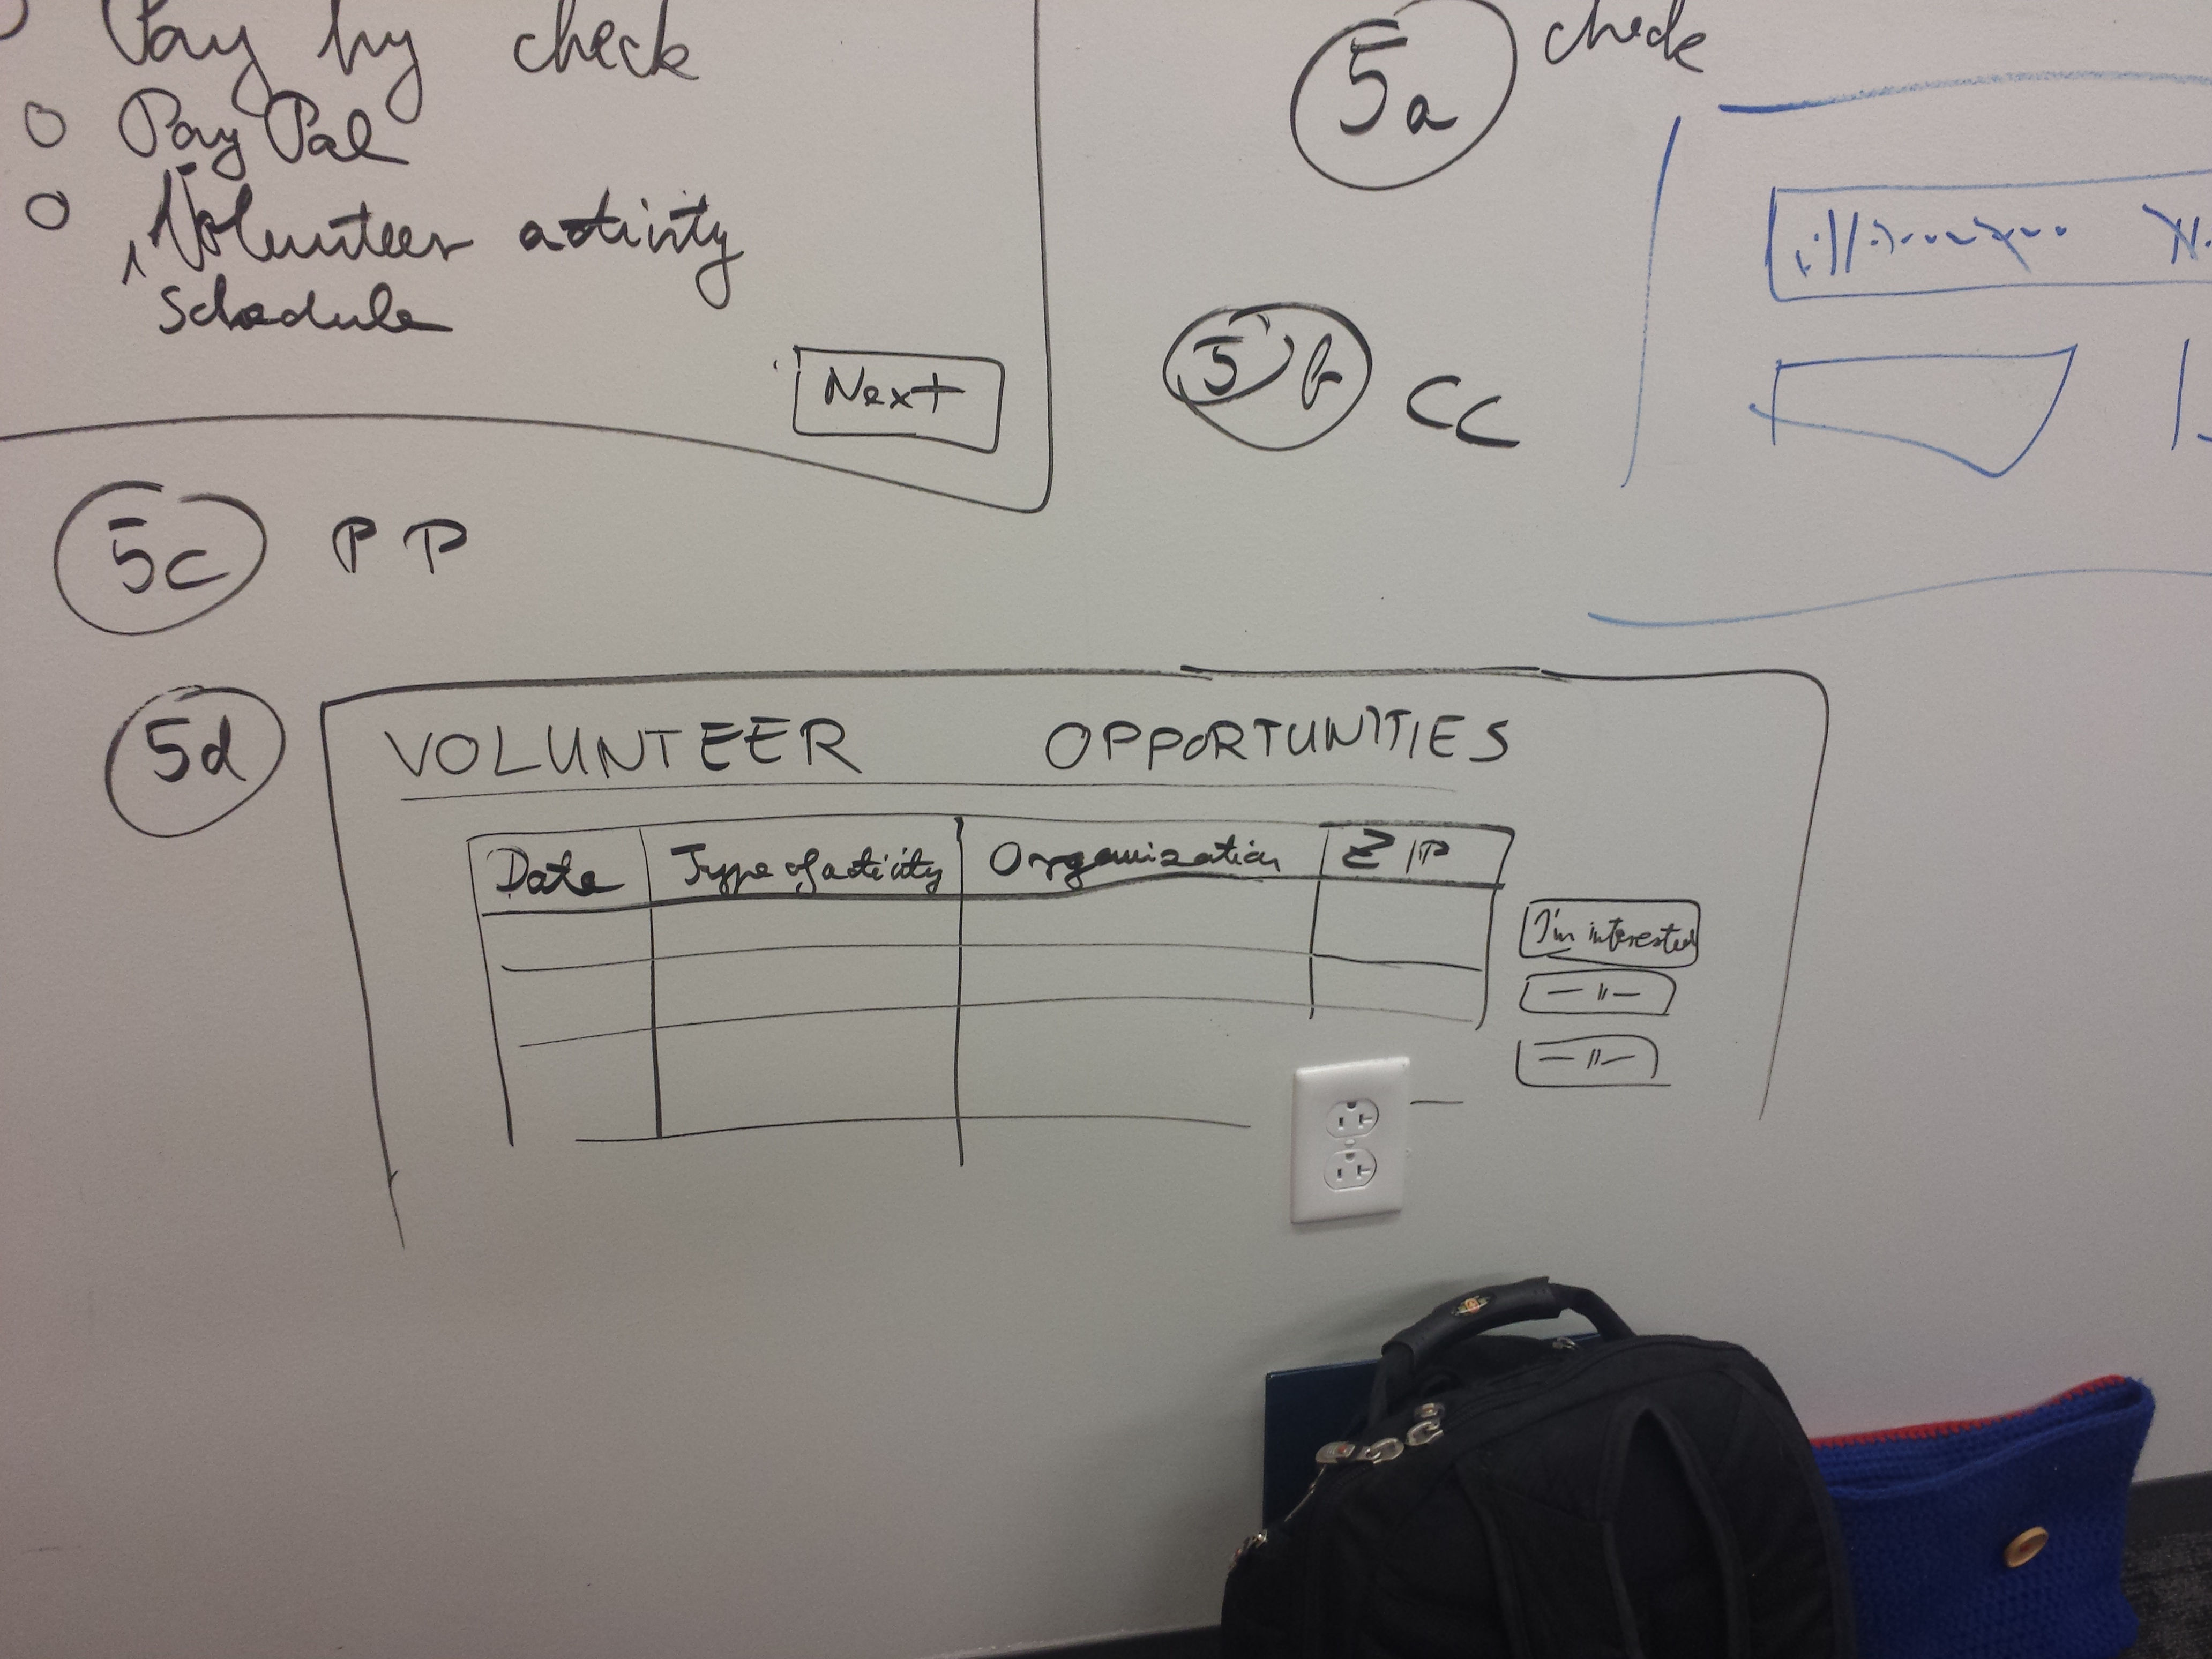 Pay by check
PayPal
Volunteer activity
schedule
Next
5a check
5b CC
5c PP
5d
VOLUNTEER OPPORTUNITIES
Date Type of activity Organization ZIP
I'm interested
— " —
— " —